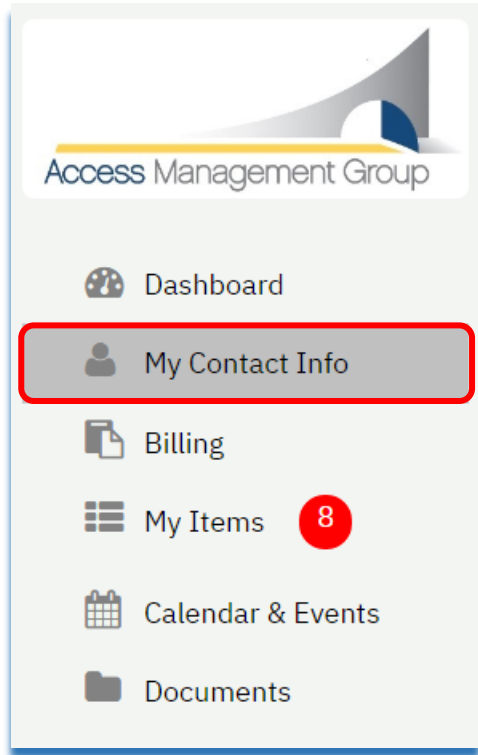 Access Management Group
Dashboard
My Contact Info
Billing
My Items 8
Calendar & Events
Documents